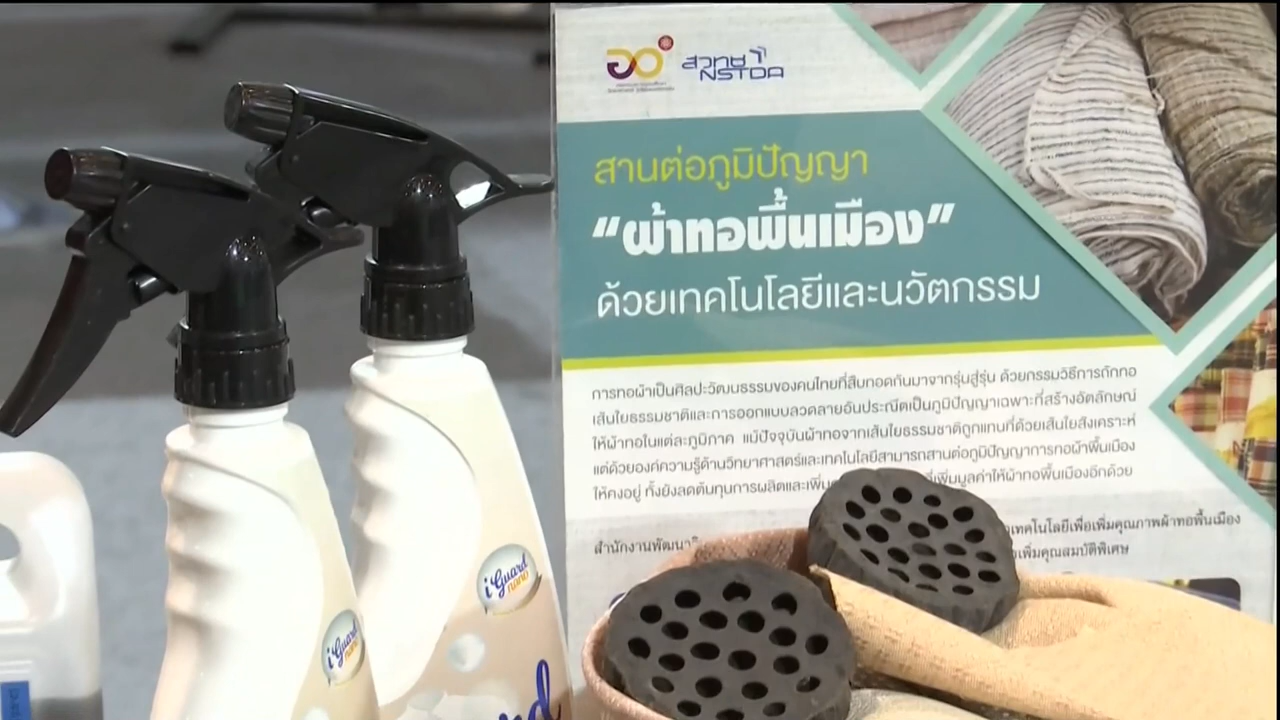 สวทช
NSTDA
สานต่อภูมิปัญญา
“ผ้าทอพื้นเมือง”
ด้วยเทคโนโลยีและนวัตกรรม
การทอผ้าเป็นศิลปะวัฒนธรรมของคนไทยที่สืบทอดกันมาจากรุ่นสู่รุ่น ด้วยกรรมวิธีการถักทอ
เส้นใยธรรมชาติและการออกแบบลวดลายอันประณีตเป็นภูมิปัญญาเฉพาะที่สร้างอัตลักษณ์
ให้ผ้าทอในแต่ละภูมิภาค แม้ปัจจุบันผ้าทอจากเส้นใยธรรมชาติถูกแทนที่ด้วยเส้นใยสังเคราะห์
แต่ด้วยองค์ความรู้ด้านวิทยาศาสตร์และเทคโนโลยีสามารถสานต่อภูมิปัญญาการทอผ้าพื้นเมือง
ให้คงอยู่ ทั้งยังลดต้นทุนการผลิตและเพิ่ม ที่เพิ่มมูลค่าให้ผ้าทอพื้นเมืองอีกด้วย
สำนักงานพัฒนา เทคโนโลยีเพื่อเพิ่มคุณภาพผ้าทอพื้นเมือง
เพิ่มคุณสมบัติพิเศษ
i Guard
nano
i Guard
nano